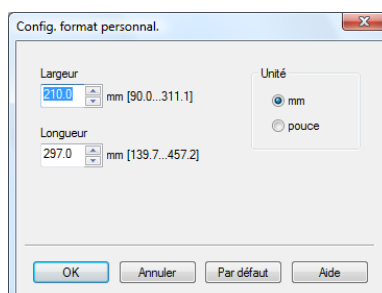 Config. format personnal.
Largeur
210.0 mm [90.0...311.1]
Longueur
297.0 mm [139.7...457.2]
Unité
mm
pouce
OK Annuler Par défaut Aide